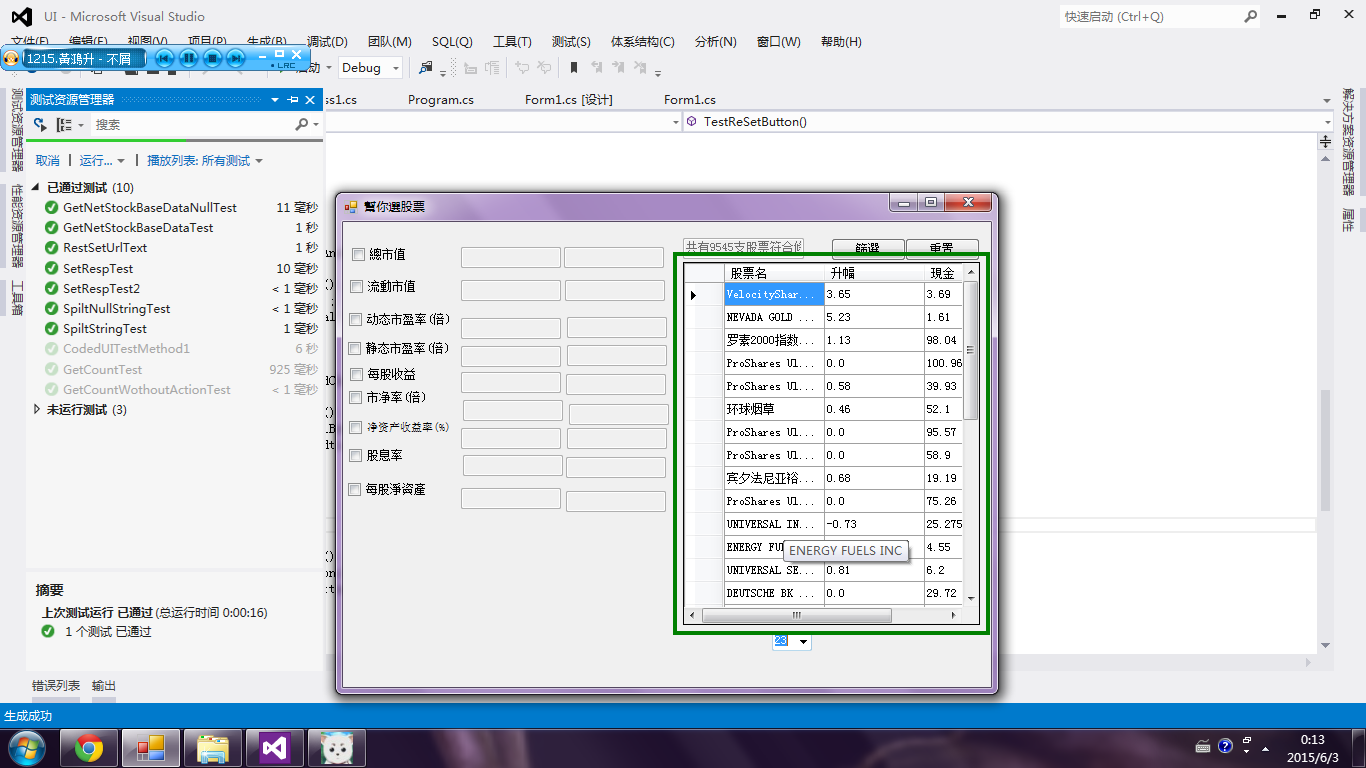 UI - Microsoft Visual Studio
快速启动 (Ctrl+Q)
文件(F) 编辑(E) 视图(V) 项目(P) 生成(B) 调试(D) 团队(M) SQL(Q) 工具(T) 测试(S) 体系结构(C) 分析(N) 窗口(W) 帮助(H)
1215.黃鴻升 - 不屑
LRC
启动 Debug
测试资源管理器
性能资源管理器
工具箱
测试资源管理器
ss1.cs Program.cs Form1.cs [设计] Form1.cs
搜索
TestReSetButton()
取消 运行... 播放列表: 所有测试
已通过测试 (10)
GetNetStockBaseDataNullTest 11 毫秒
GetNetStockBaseDataTest 1 秒
RestSetUrlText 1 秒
SetRespTest 10 毫秒
SetRespTest2 < 1 毫秒
SpiltNullStringTest < 1 毫秒
SpiltStringTest 1 毫秒
CodedUITestMethod1 6 秒
GetCountTest 925 毫秒
GetCountWothoutActionTest < 1 毫秒
未运行测试 (3)
摘要
上次测试运行 已通过 (总运行时间 0:00:16)
1 个测试 已通过
错误列表 输出
生成成功
幫你選股票
總市值
流動市值
动态市盈率(倍)
静态市盈率(倍)
每股收益
市净率(倍)
净资产收益率(%)
股息率
每股淨資產
共有9545支股票符合
篩選 重置
股票名 升幅 現金
VelocityShar... 3.65 3.69
NEVADA GOLD ... 5.23 1.61
罗素2000指数... 1.13 98.04
ProShares Ul... 0.0 100.96
ProShares Ul... 0.58 39.93
环球烟草 0.46 52.1
ProShares Ul... 0.0 95.57
ProShares Ul... 0.0 58.9
宾夕法尼亚裕... 0.68 19.19
ProShares Ul... 0.0 75.26
UNIVERSAL IN... -0.73 25.275
ENERGY FU 4.55
ENERGY FUELS INC
UNIVERSAL SE... 0.81 6.2
DEUTSCHE BK ... 0.0 29.72
23
解决方案资源管理器
属性
0:13
2015/6/3